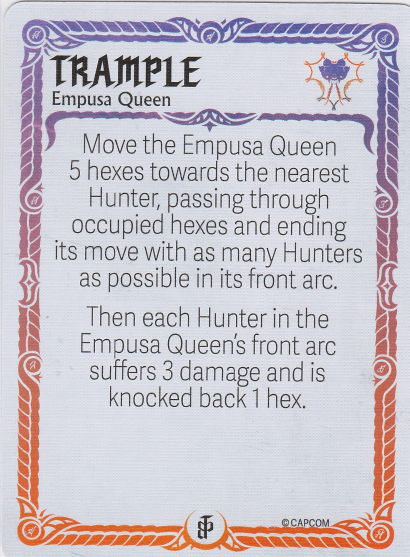 TRAMPLE
Empusa Queen
Move the Empusa Queen
5 hexes towards the nearest
Hunter, passing through
occupied hexes and ending
its move with as many Hunters
as possible in its front arc.
Then each Hunter in the
Empusa Queen's front arc
suffers 3 damage and is
knocked back 1 hex.
© CAPCOM